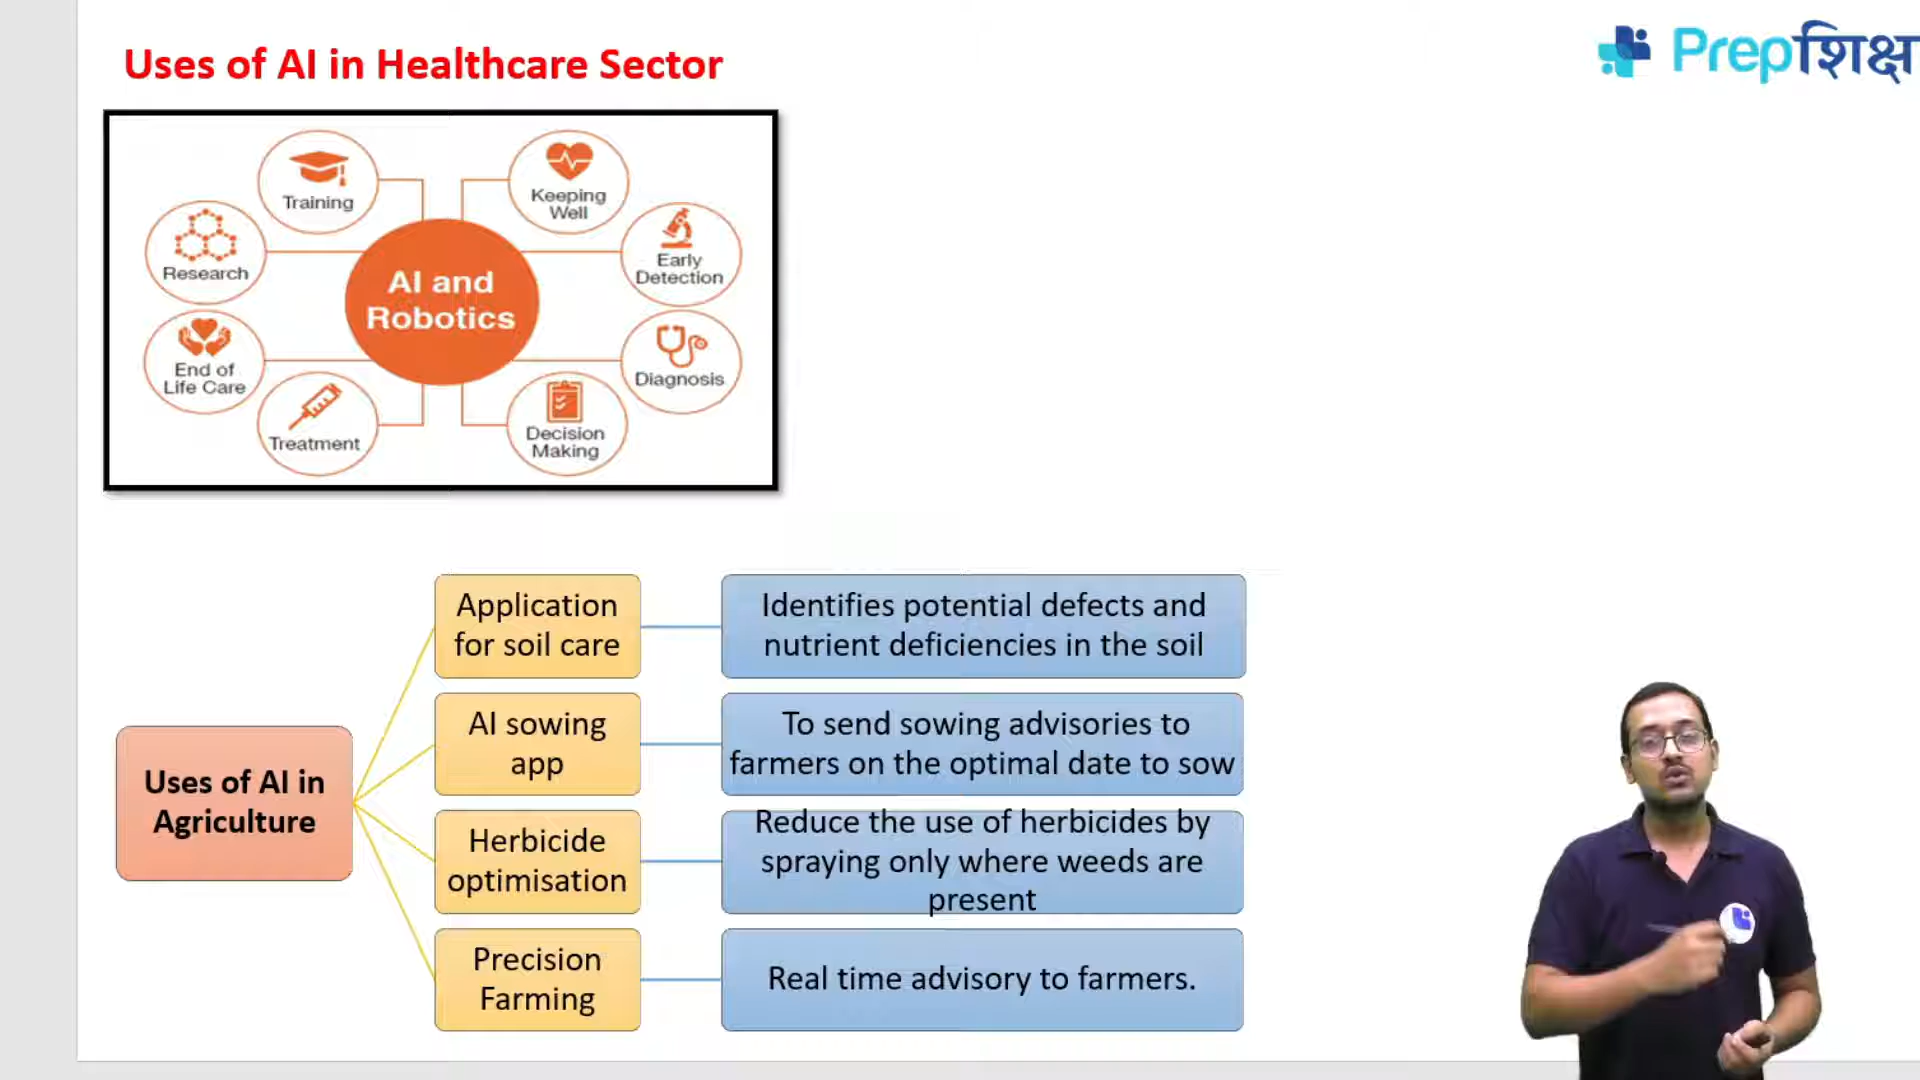 Uses of AI in Healthcare Sector
Prepशिक्ष
Training
Keeping
Well
Research
Early
Detection
AI and
Robotics
End of
Life Care
Diagnosis
Treatment
Decision
Making
Uses of AI in
Agriculture
Application
for soil care
Identifies potential defects and
nutrient deficiencies in the soil
AI sowing
app
To send sowing advisories to
farmers on the optimal date to sow
Herbicide
optimisation
Reduce the use of herbicides by
spraying only where weeds are
present
Precision
Farming
Real time advisory to farmers.